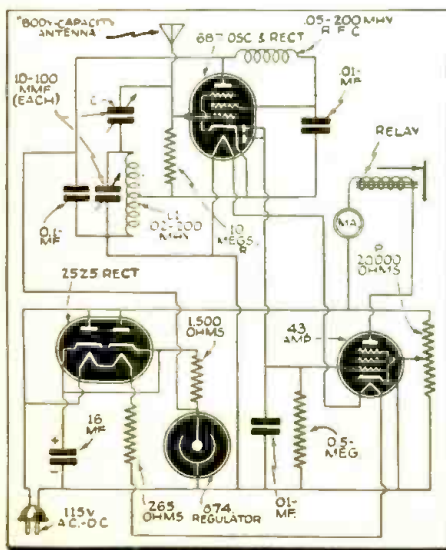 "BODY-CAPACITY
ANTENNA
.05-200 MHY
R F C
6B7 OSC & RECT
10-100
MMF
(EACH)
C
.01-
MF.
RELAY
MA
0.1-
MF.
L1
.02-200
MHY
10
MEGS.
R
P
20,000
OHMS
25Z5 RECT
1,500
OHMS
43
AMP
16
MF
265
OHMS
874
REGULATOR
.01-
MF.
0.5-
MEG.
115V
A.C.-D.C